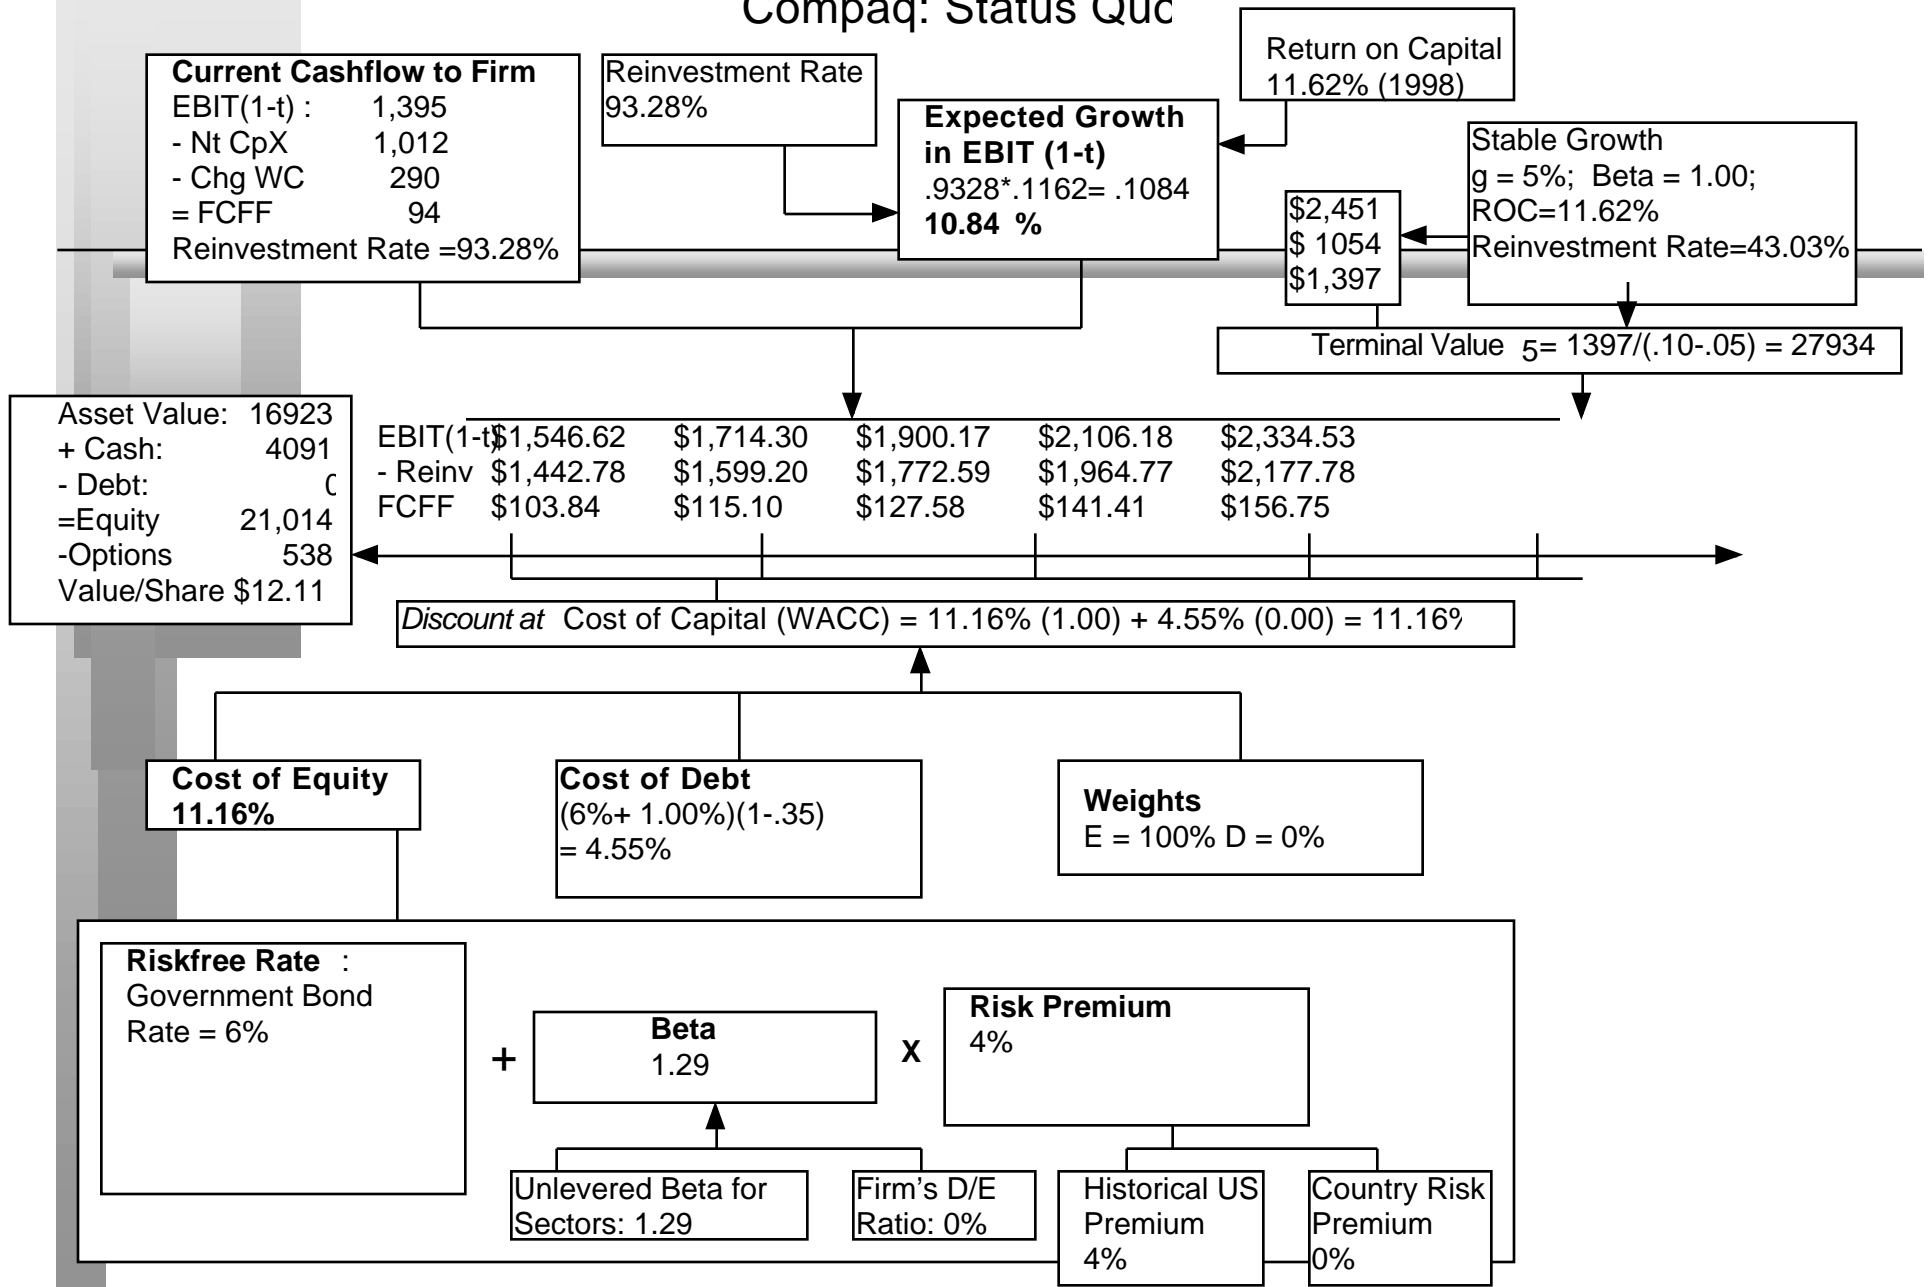 Compaq: Status Quo
Current Cashflow to Firm
EBIT(1-t) : 1,395
- Nt CpX 1,012
- Chg WC 290
= FCFF 94
Reinvestment Rate =93.28%
Reinvestment Rate
93.28%
Expected Growth
in EBIT (1-t)
.9328*.1162= .1084
10.84 %
Return on Capital
11.62% (1998)
Stable Growth
g = 5%; Beta = 1.00;
ROC=11.62%
Reinvestment Rate=43.03%
$2,451
$ 1054
$1,397
Terminal Value 5= 1397/(.10-.05) = 27934
Asset Value: 16923
+ Cash: 4091
- Debt: 0
=Equity 21,014
-Options 538
Value/Share $12.11
EBIT(1-t) $1,546.62 $1,714.30 $1,900.17 $2,106.18 $2,334.53
- Reinv $1,442.78 $1,599.20 $1,772.59 $1,964.77 $2,177.78
FCFF $103.84 $115.10 $127.58 $141.41 $156.75
Discount at Cost of Capital (WACC) = 11.16% (1.00) + 4.55% (0.00) = 11.16%
Cost of Equity
11.16%
Cost of Debt
(6%+ 1.00%)(1-.35)
= 4.55%
Weights
E = 100% D = 0%
Riskfree Rate :
Government Bond
Rate = 6%
+
Beta
1.29
X
Risk Premium
4%
Unlevered Beta for
Sectors: 1.29
Firm's D/E
Ratio: 0%
Historical US
Premium
4%
Country Risk
Premium
0%